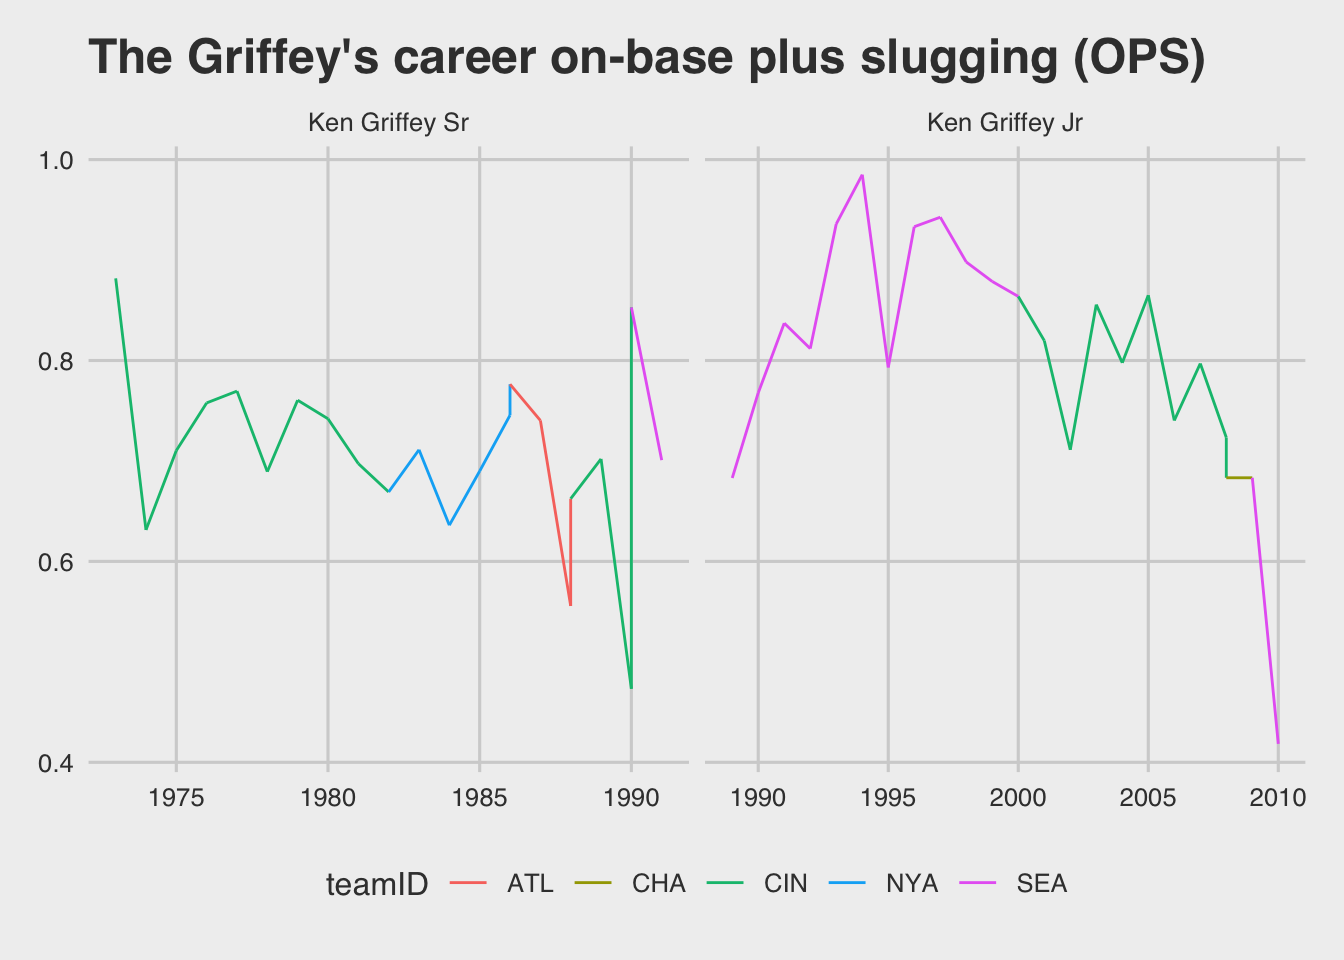 The Griffey's career on-base plus slugging (OPS)
Ken Griffey Sr
Ken Griffey Jr
1.0
0.8
0.6
0.4
1975 1980 1985 1990
1990 1995 2000 2005 2010
teamID ATL CHA CIN NYA SEA